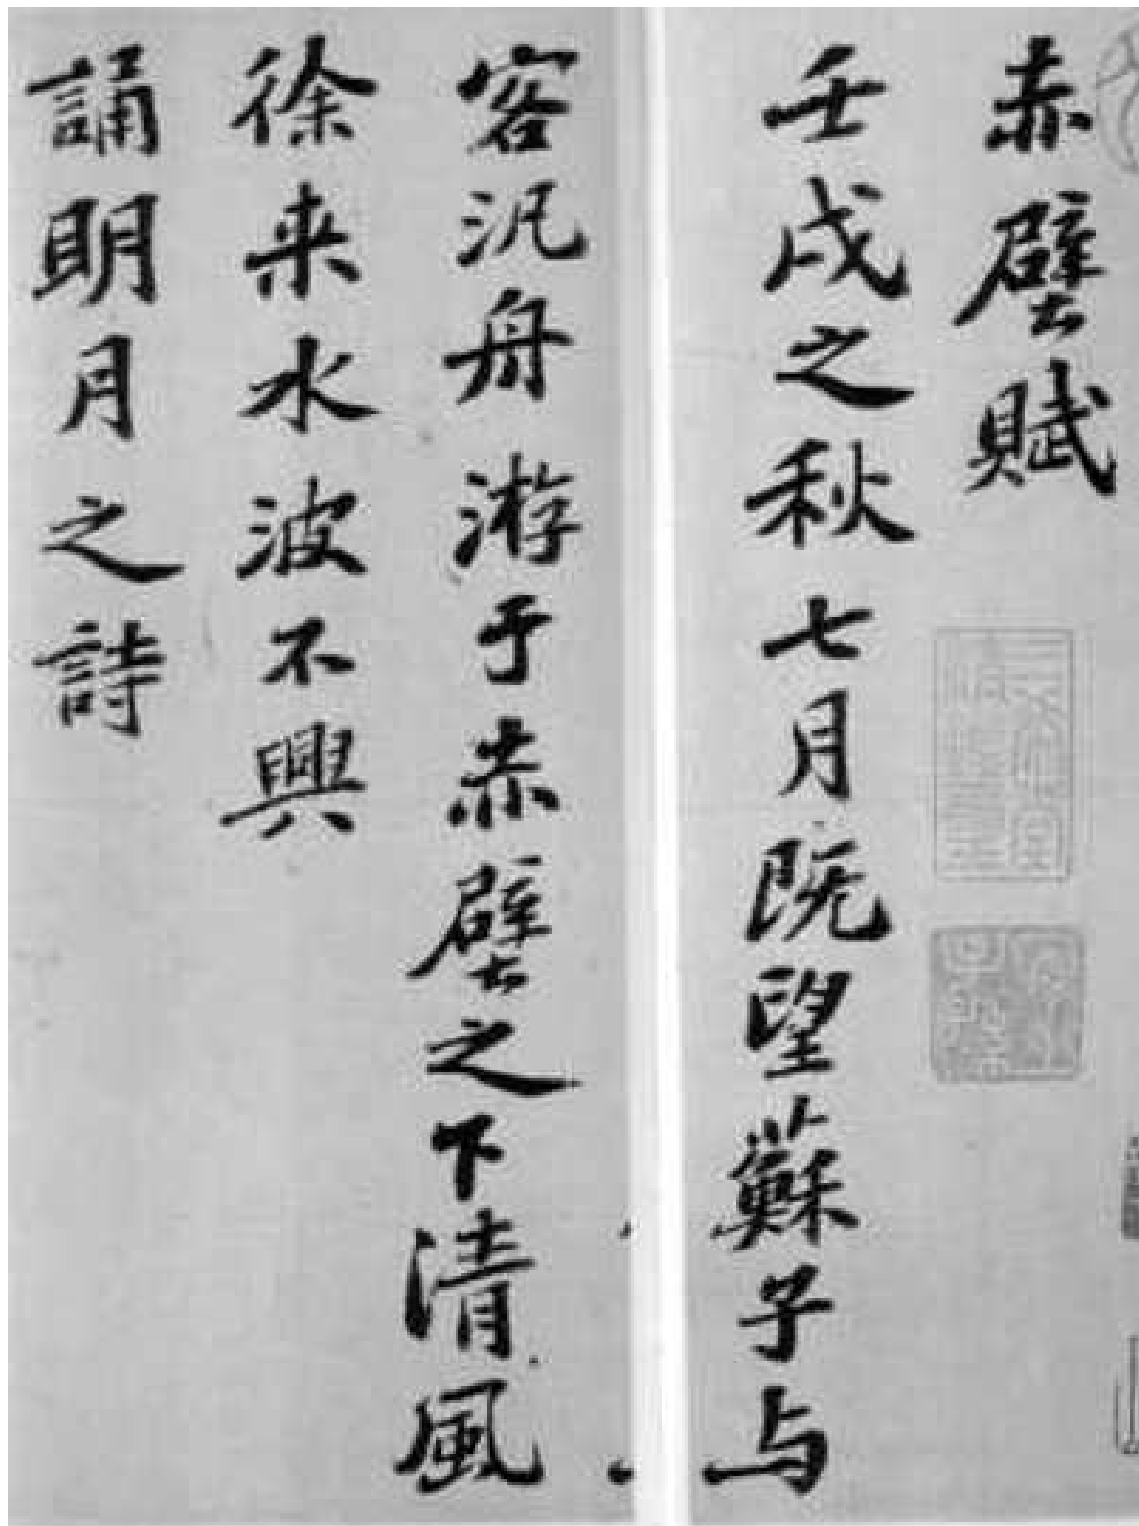 赤壁賦
壬戌之秋七月既望蘇子与
客汎舟游于赤壁之下清風
徐来水波不興
誦明月之詩